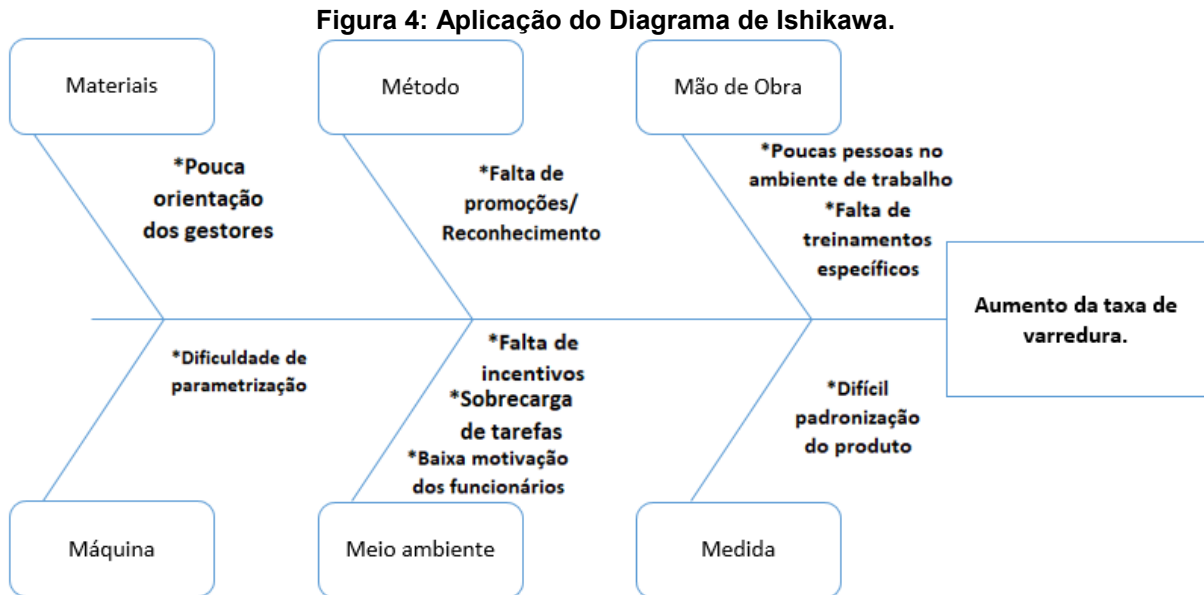 Figura 4: Aplicação do Diagrama de Ishikawa.
Materiais
Método
Mão de Obra
*Pouca
orientação
dos gestores
*Falta de
promoções/
Reconhecimento
*Poucas pessoas no
ambiente de trabalho
*Falta de
treinamentos
específicos
Aumento da taxa de
varredura.
*Dificuldade de
parametrização
*Falta de
incentivos
*Sobrecarga
de tarefas
*Baixa motivação
dos funcionários
*Difícil
padronização
do produto
Máquina
Meio ambiente
Medida